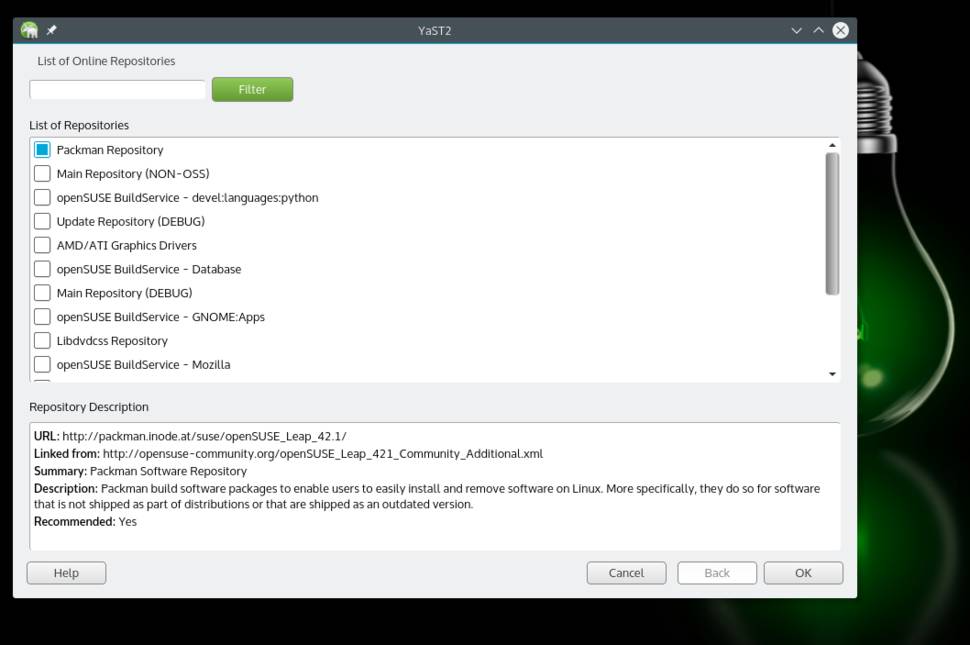 YaST2
List of Online Repositories
Filter
List of Repositories
Packman Repository
Main Repository (NON-OSS)
openSUSE BuildService - devel:languages:python
Update Repository (DEBUG)
AMD/ATI Graphics Drivers
openSUSE BuildService - Database
Main Repository (DEBUG)
openSUSE BuildService - GNOME:Apps
Libdvdcss Repository
openSUSE BuildService - Mozilla
Repository Description
URL: http://packman.inode.at/suse/openSUSE_Leap_42.1/
Linked from: http://opensuse-community.org/openSUSE_Leap_421_Community_Additional.xml
Summary: Packman Software Repository
Description: Packman build software packages to enable users to easily install and remove software on Linux. More specifically, they do so for software
that is not shipped as part of distributions or that are shipped as an outdated version.
Recommended: Yes
Help Cancel Back OK